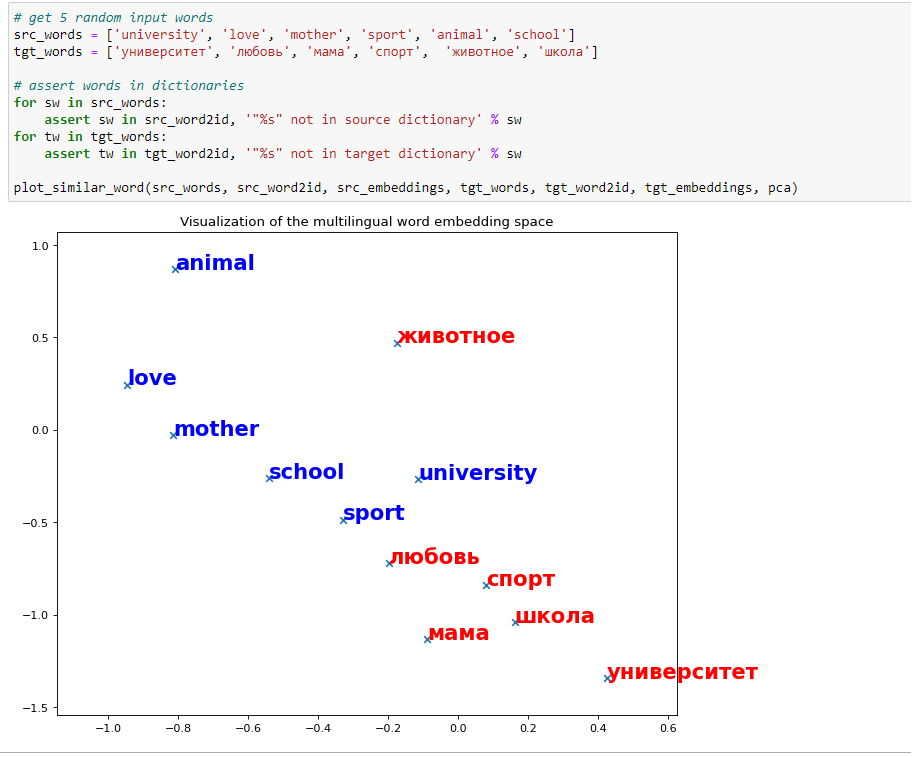 # get 5 random input words
src_words = ['university', 'love', 'mother', 'sport', 'animal', 'school']
tgt_words = ['университет', 'любовь', 'мама', 'спорт',  'животное', 'школа']
# assert words in dictionaries
for sw in src_words:
    assert sw in src_word2id, '"%s" not in source dictionary' % sw
for tw in tgt_words:
    assert tw in tgt_word2id, '"%s" not in target dictionary' % sw
plot_similar_word(src_words, src_word2id, src_embeddings, tgt_words, tgt_word2id, tgt_embeddings, pca)
Visualization of the multilingual word embedding space
1.0
animal
0.5
животное
love
0.0
mother
school
university
−0.5
sport
любовь
спорт
−1.0
школа
мама
университет
−1.5
−1.0 −0.8 −0.6 −0.4 −0.2 0.0 0.2 0.4 0.6